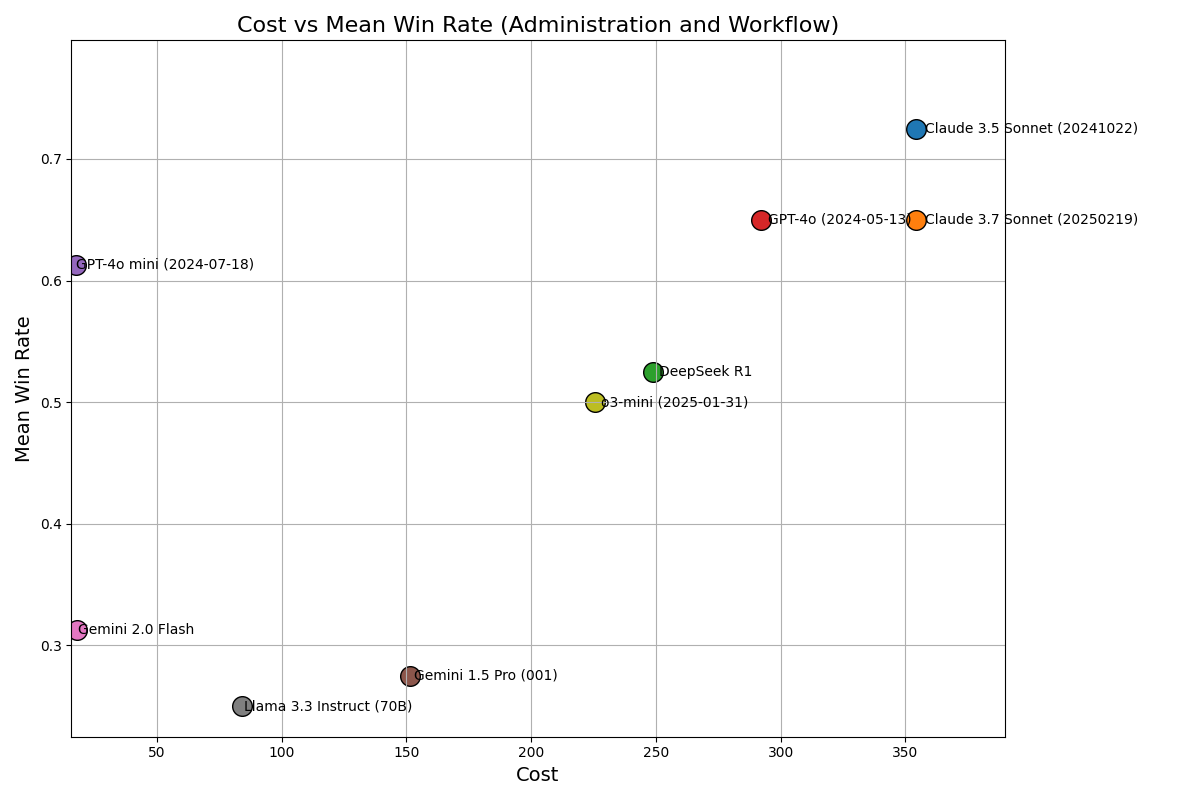 Cost vs Mean Win Rate (Administration and Workflow)
Claude 3.5 Sonnet (20241022)
0.7
GPT-4o (2024-05-13)
Claude 3.7 Sonnet (20250219)
GPT-4o mini (2024-07-18)
0.6
DeepSeek R1
0.5
o3-mini (2025-01-31)
Mean Win Rate
0.4
Gemini 2.0 Flash
0.3
Gemini 1.5 Pro (001)
Llama 3.3 Instruct (70B)
50
100
150
200
250
300
350
Cost